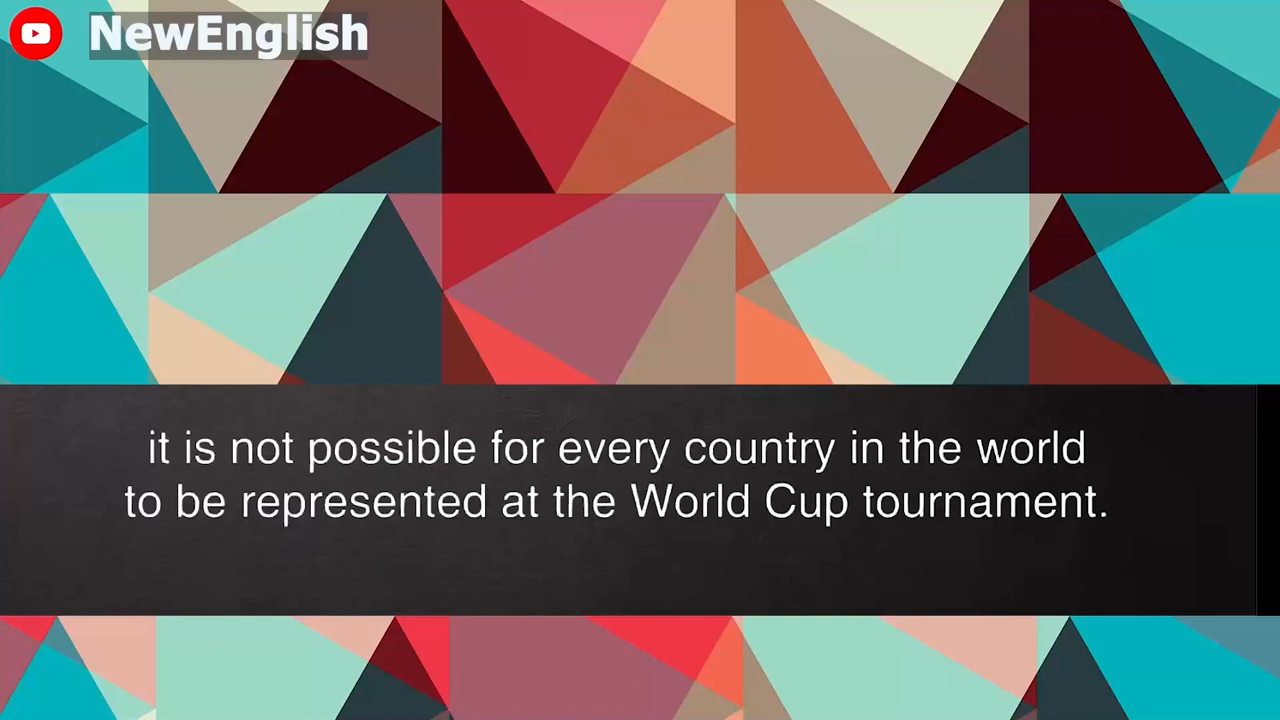 NewEnglish
it is not possible for every country in the world
to be represented at the World Cup tournament.